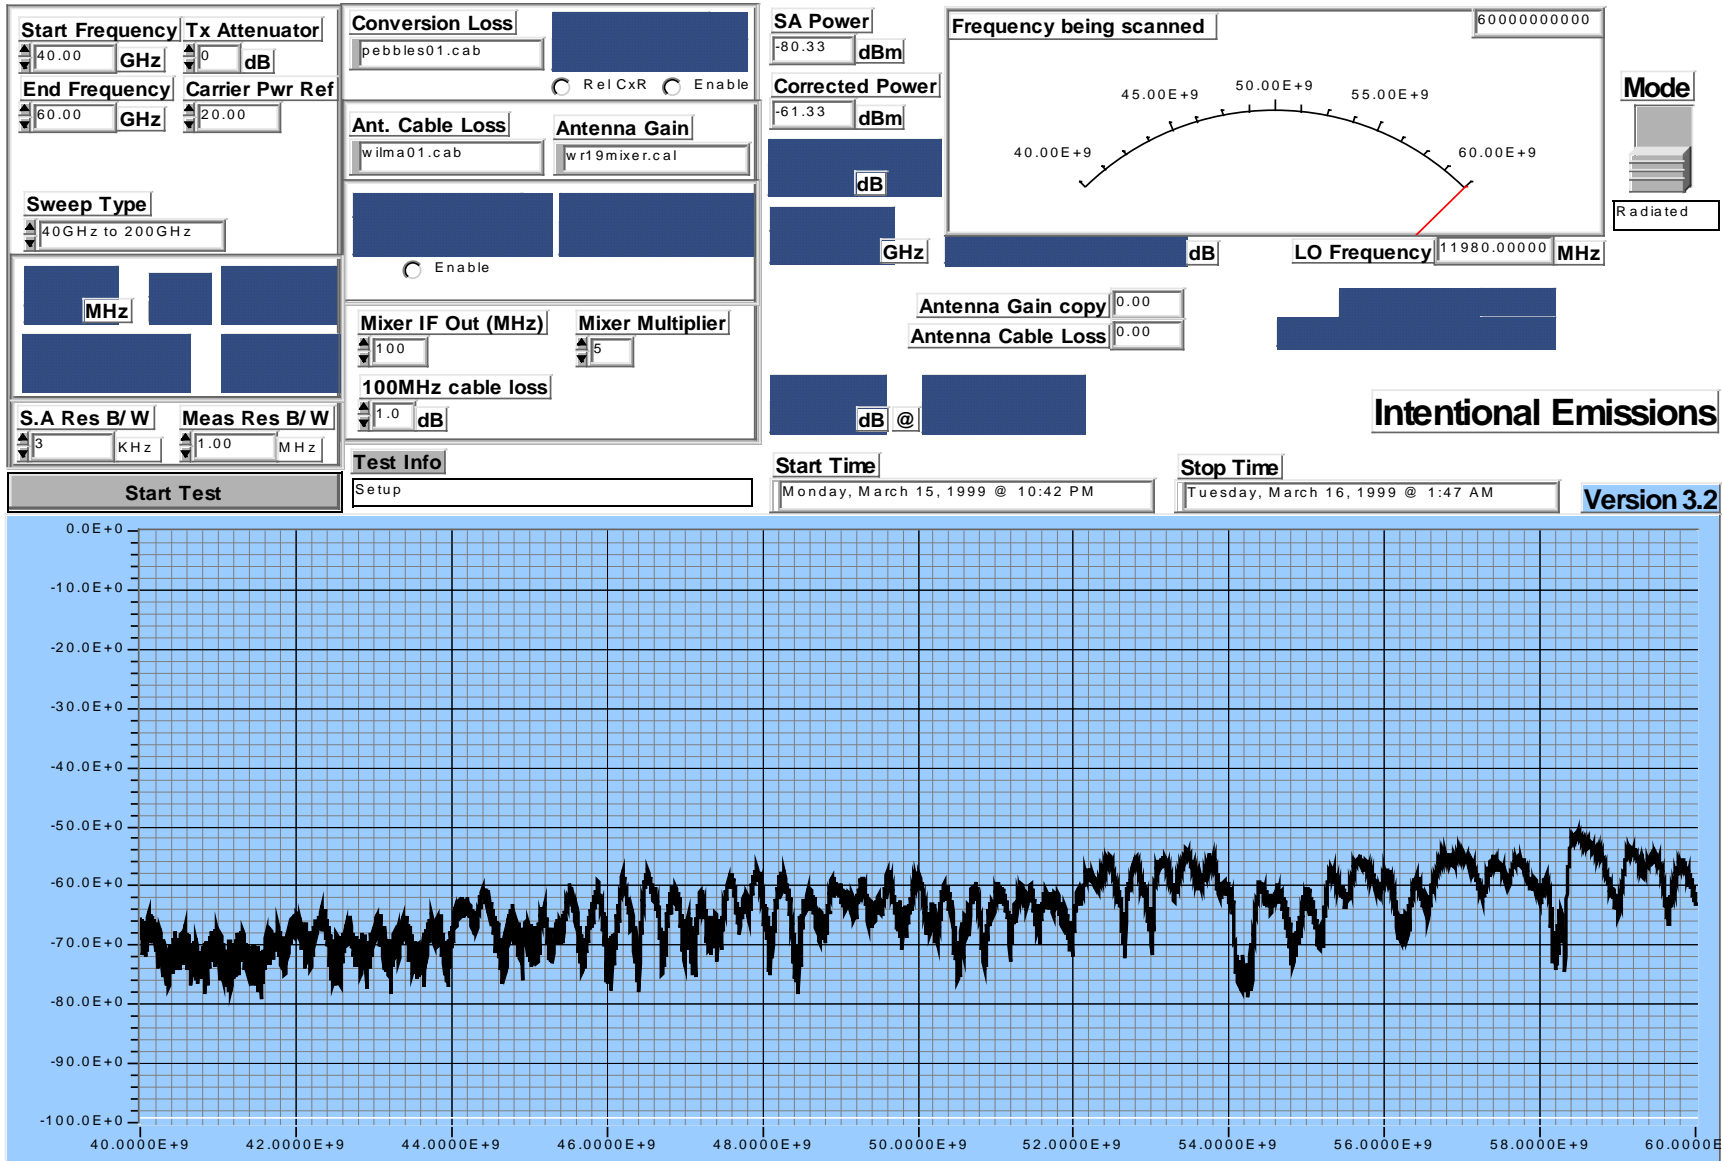 Start Frequency
40.00 GHz
Tx Attenuator
0 dB
End Frequency
60.00 GHz
Carrier Pwr Ref
20.00
Sweep Type
40GHz to 200GHz
MHz
S.A Res B/W
3 KHz
Meas Res B/W
1.00 MHz
Start Test
Conversion Loss
pebbles01.cab
Rel CxR Enable
Ant. Cable Loss
wilma01.cab
Antenna Gain
wr19mixer.cal
Enable
Mixer IF Out (MHz)
100
Mixer Multiplier
5
100MHz cable loss
1.0 dB
Test Info
Setup
SA Power
-80.33 dBm
Corrected Power
-61.33 dBm
dB
GHz
dB
Frequency being scanned
60000000000
40.00E+9
45.00E+9
50.00E+9
55.00E+9
60.00E+9
Mode
Radiated
LO Frequency 11980.00000 MHz
Antenna Gain copy 0.00
Antenna Cable Loss 0.00
dB @
Intentional Emissions
Start Time
Monday, March 15, 1999 @ 10:42 PM
Stop Time
Tuesday, March 16, 1999 @ 1:47 AM
Version 3.2
0.0E+0
-10.0E+0
-20.0E+0
-30.0E+0
-40.0E+0
-50.0E+0
-60.0E+0
-70.0E+0
-80.0E+0
-90.0E+0
-100.0E+0
40.0000E+9 42.0000E+9 44.0000E+9 46.0000E+9 48.0000E+9 50.0000E+9 52.0000E+9 54.0000E+9 56.0000E+9 58.0000E+9 60.0000E